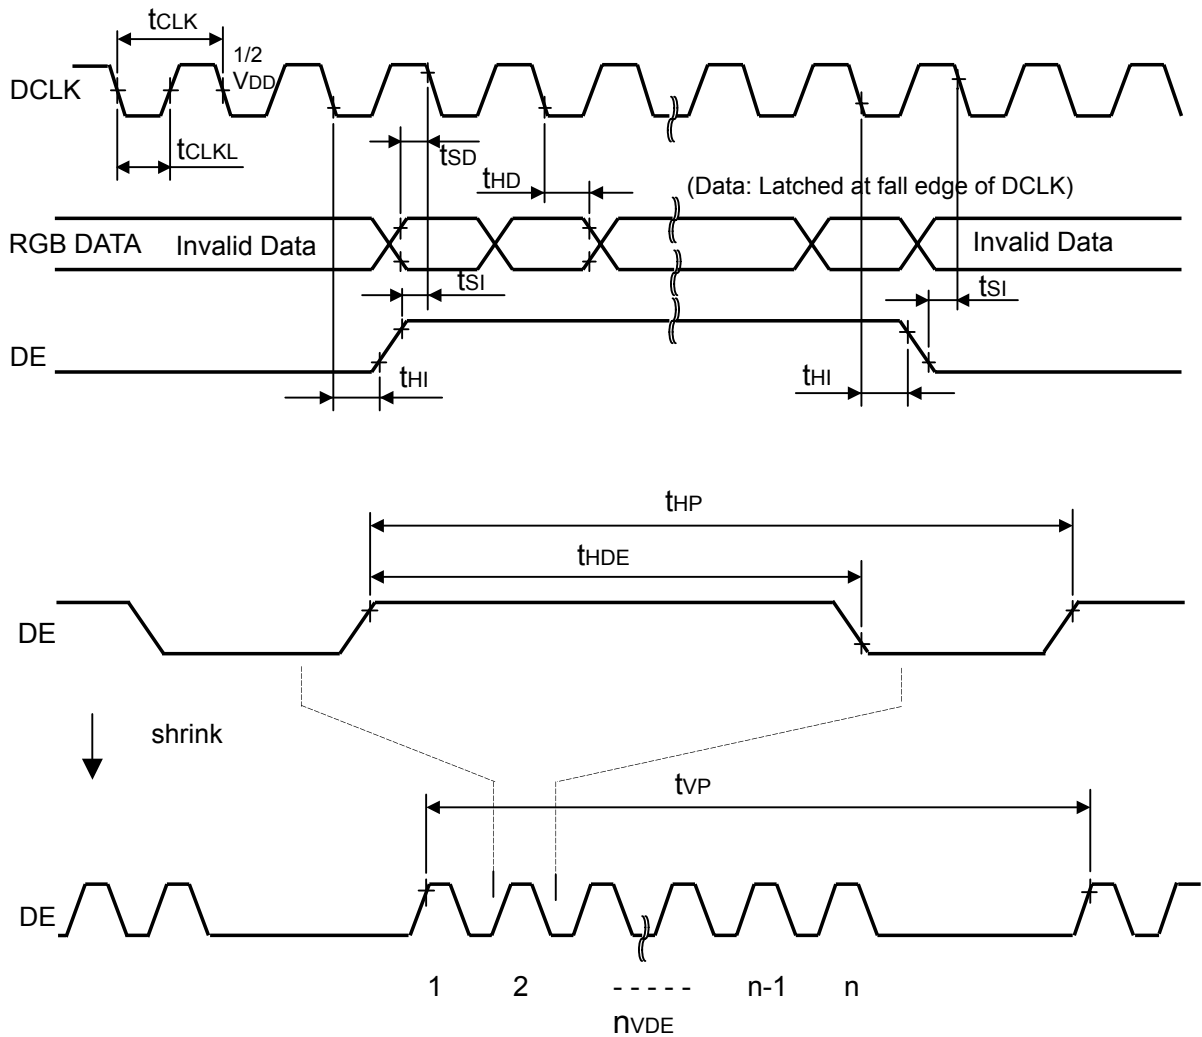 tCLK
1/2
VDD
DCLK
tCLKL
tSD
tHD
(Data: Latched at fall edge of DCLK)
RGB DATA
Invalid Data
Invalid Data
tSI
tSI
DE
tHI
tHI
tHP
tHDE
DE
shrink
tVP
DE
1 2 - - - - - n-1 n
nVDE